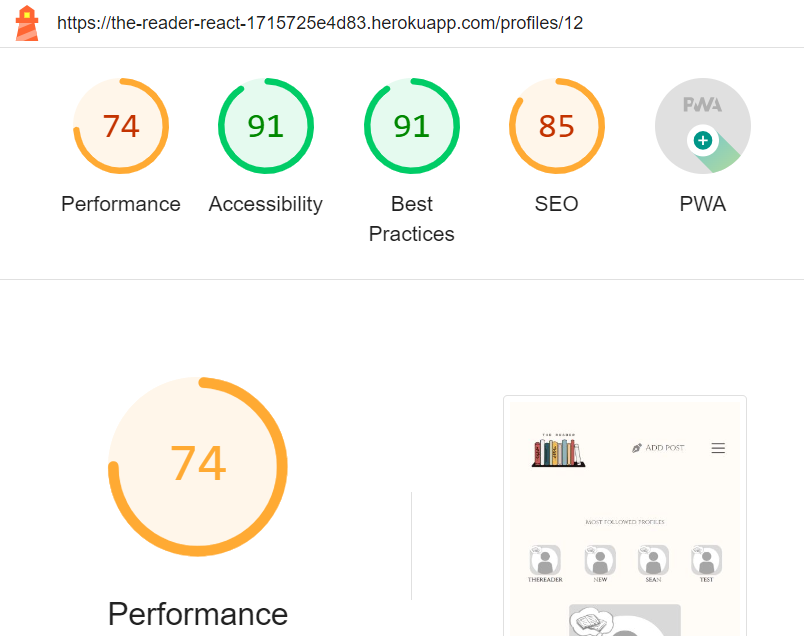 https://the-reader-react-1715725e4d83.herokuapp.com/profiles/12
74
91
91
85
PWA
Performance
Accessibility
Best
Practices
SEO
PWA
74
Performance
THE READER
ADD POST
MOST FOLLOWED PROFILES
THEREADER
NEW
SEAN
TEST